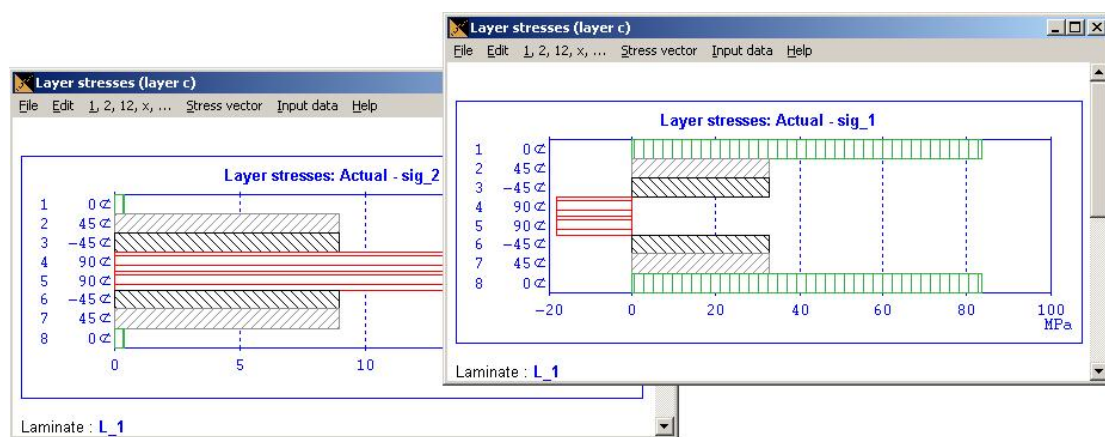 Layer stresses (layer c)
File Edit 1, 2, 12, x, ... Stress vector Input data Help
Layer stresses: Actual - sig_2
1 0⊄
2 45⊄
3 -45⊄
4 90⊄
5 90⊄
6 -45⊄
7 45⊄
8 0⊄
0 5 10
Laminate : L_1
Layer stresses (layer c)
File Edit 1, 2, 12, x, ... Stress vector Input data Help
Layer stresses: Actual - sig_1
1 0⊄
2 45⊄
3 -45⊄
4 90⊄
5 90⊄
6 -45⊄
7 45⊄
8 0⊄
-20 0 20 40 60 80 100
MPa
Laminate : L_1